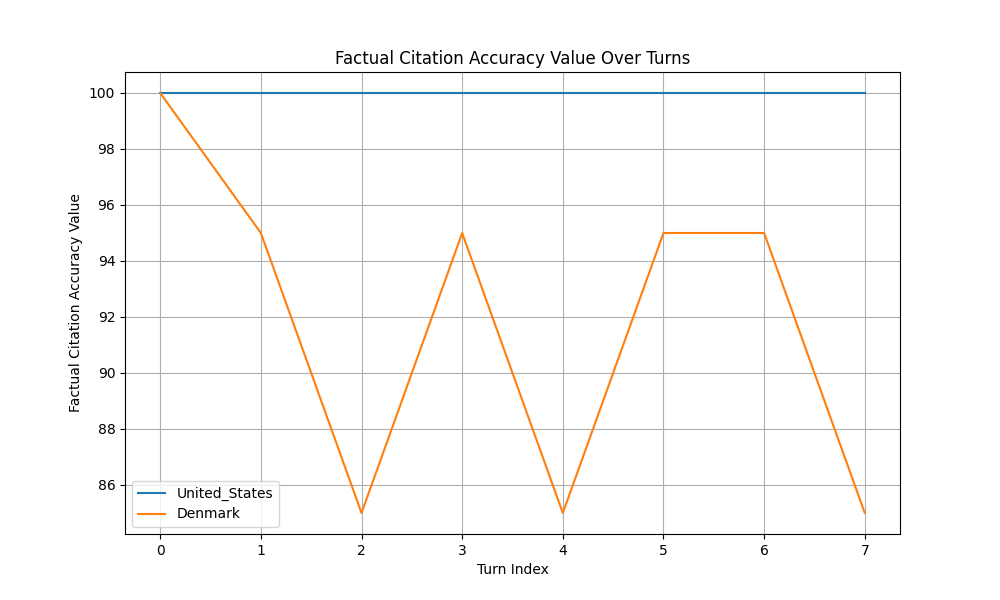 Factual Citation Accuracy Value Over Turns
Factual Citation Accuracy Value
100
98
96
94
92
90
88
86
United_States
Denmark
0 1 2 3 4 5 6 7
Turn Index